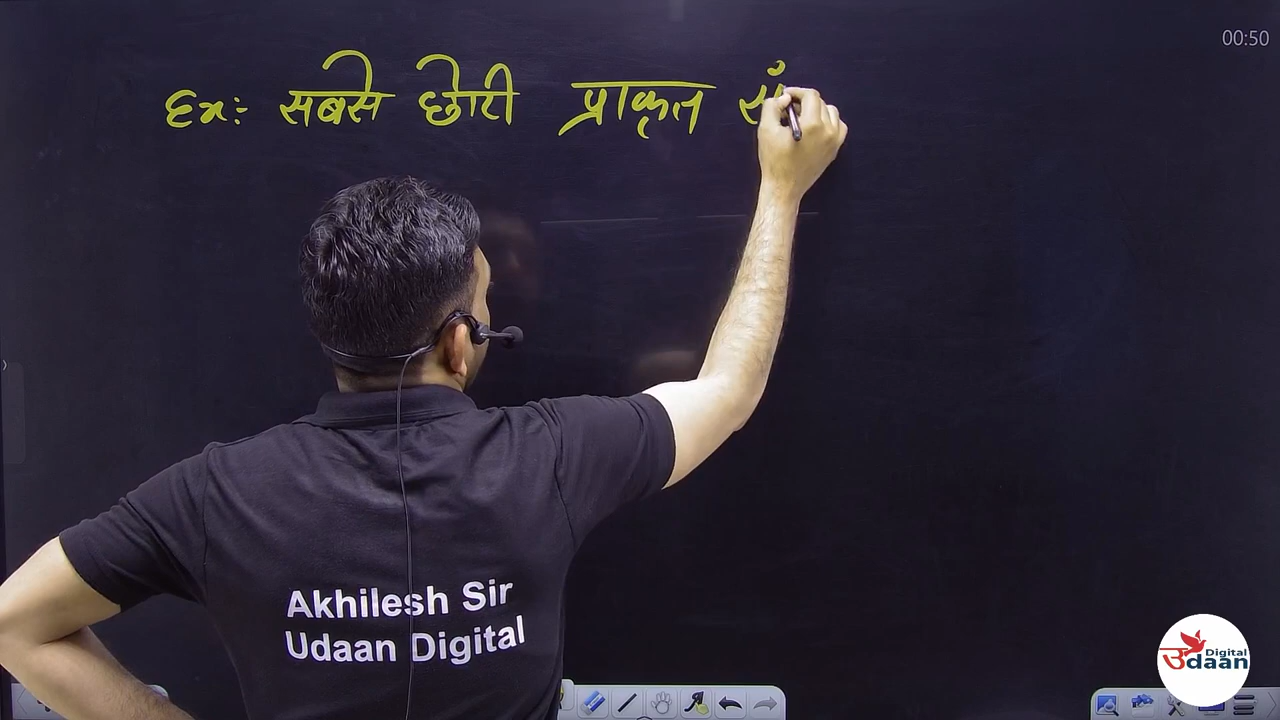 00:50
Ex:- सबसे छोटी प्राकृत सं
Akhilesh Sir
Udaan Digital
Digital
उdaan